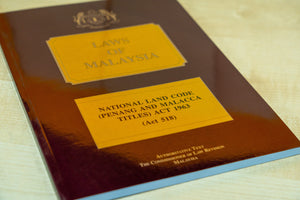 LAWS
OF
MALAYSIA
NATIONAL LAND CODE
(PENANG AND MALACCA
TITLES) ACT 1963
(Act 518)
AUTHORITATIVE TEXT
THE COMMISSIONER OF LAW REVISION
MALAYSIA